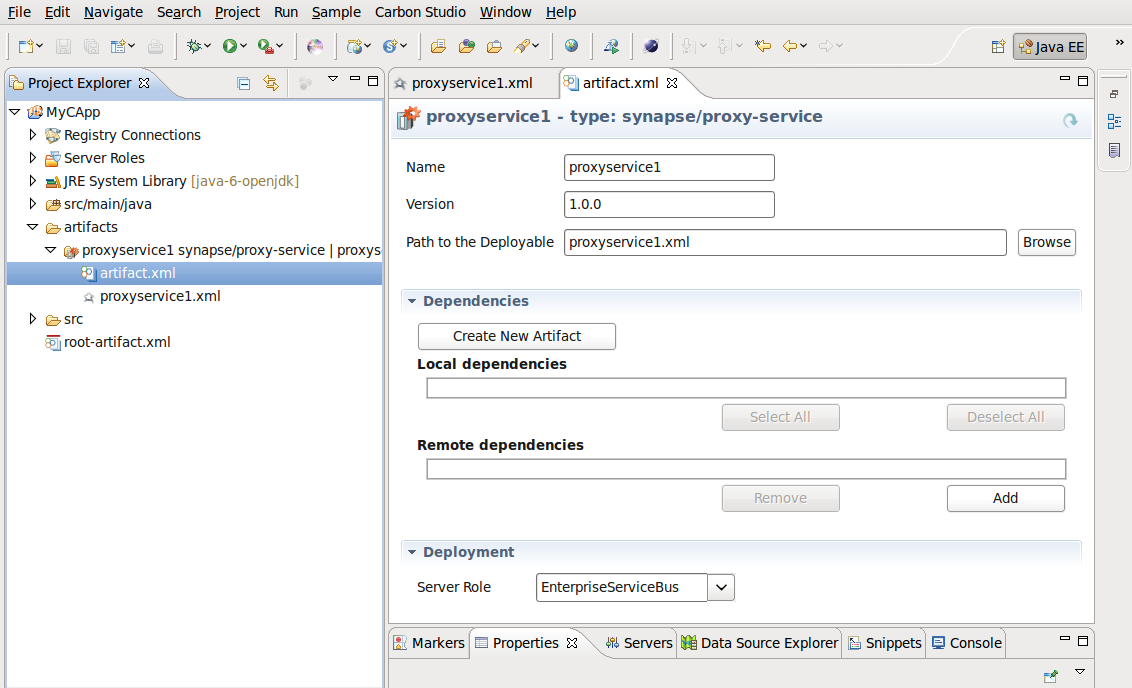 File Edit Navigate Search Project Run Sample Carbon Studio Window Help
Java EE »
Project Explorer
MyCApp
Registry Connections
Server Roles
JRE System Library [java-6-openjdk]
src/main/java
artifacts
proxyservice1 synapse/proxy-service | proxys
artifact.xml
proxyservice1.xml
src
root-artifact.xml
proxyservice1.xml artifact.xml
proxyservice1 - type: synapse/proxy-service
Name proxyservice1
Version 1.0.0
Path to the Deployable proxyservice1.xml Browse
Dependencies
Create New Artifact
Local dependencies
Select All Deselect All
Remote dependencies
Remove Add
Deployment
Server Role EnterpriseServiceBus
Markers Properties Servers Data Source Explorer Snippets Console